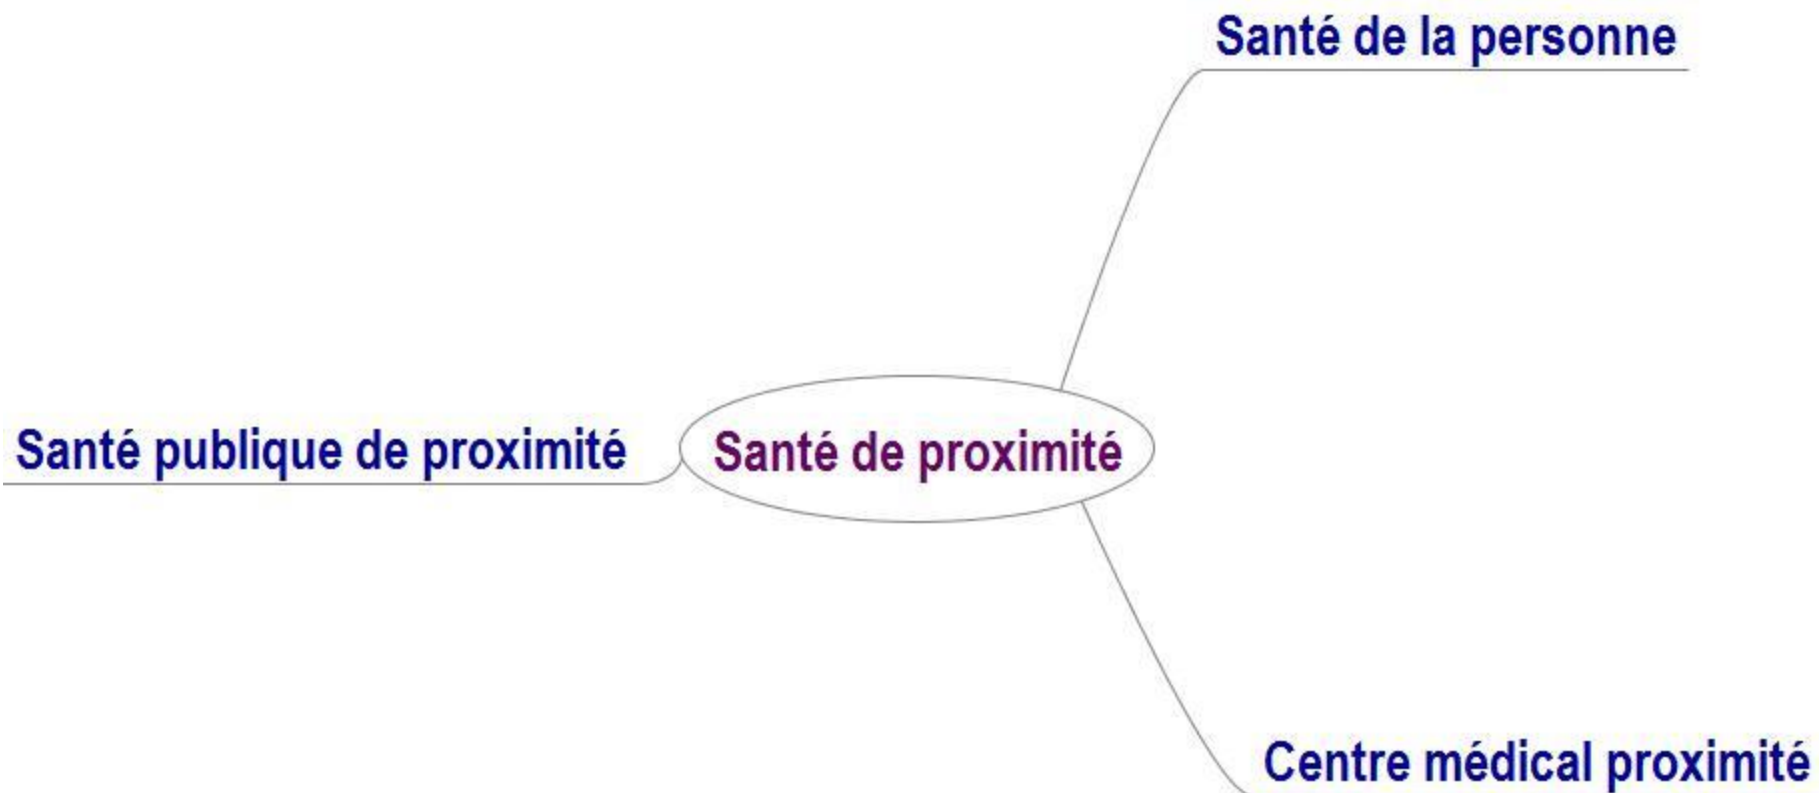 Santé de la personne
Santé publique de proximité
Santé de proximité
Centre médical proximité